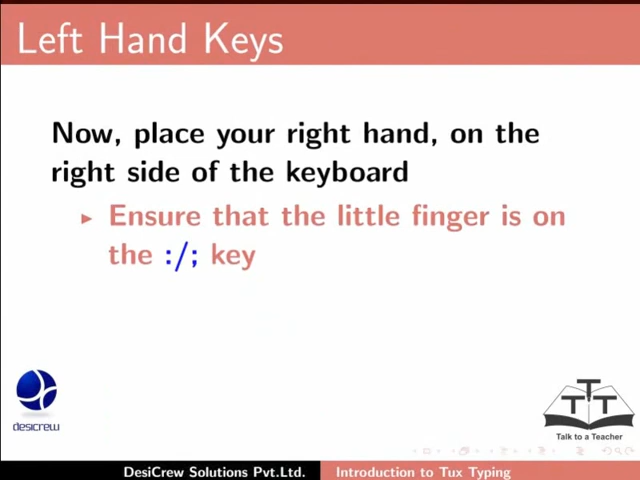 Left Hand Keys
Now, place your right hand, on the
right side of the keyboard
Ensure that the little finger is on
the :/; key
desicrew
TTT
Talk to a Teacher
DesiCrew Solutions Pvt.Ltd. Introduction to Tux Typing